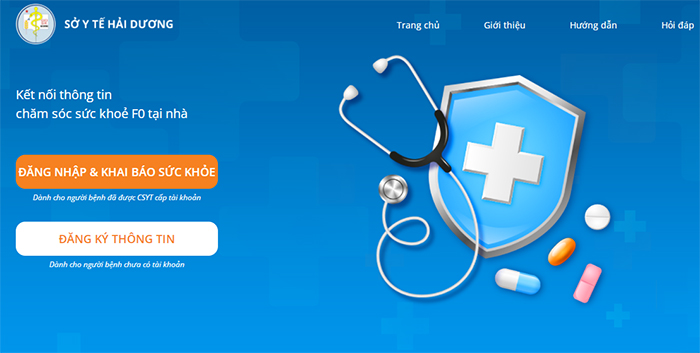 SỞ Y TẾ HẢI DƯƠNG
Trang chủ
Giới thiệu
Hướng dẫn
Hỏi đáp
Kết nối thông tin
chăm sóc sức khoẻ F0 tại nhà
ĐĂNG NHẬP & KHAI BÁO SỨC KHỎE
Dành cho người bệnh đã được CSYT cấp tài khoản
ĐĂNG KÝ THÔNG TIN
Dành cho người bệnh chưa có tài khoản